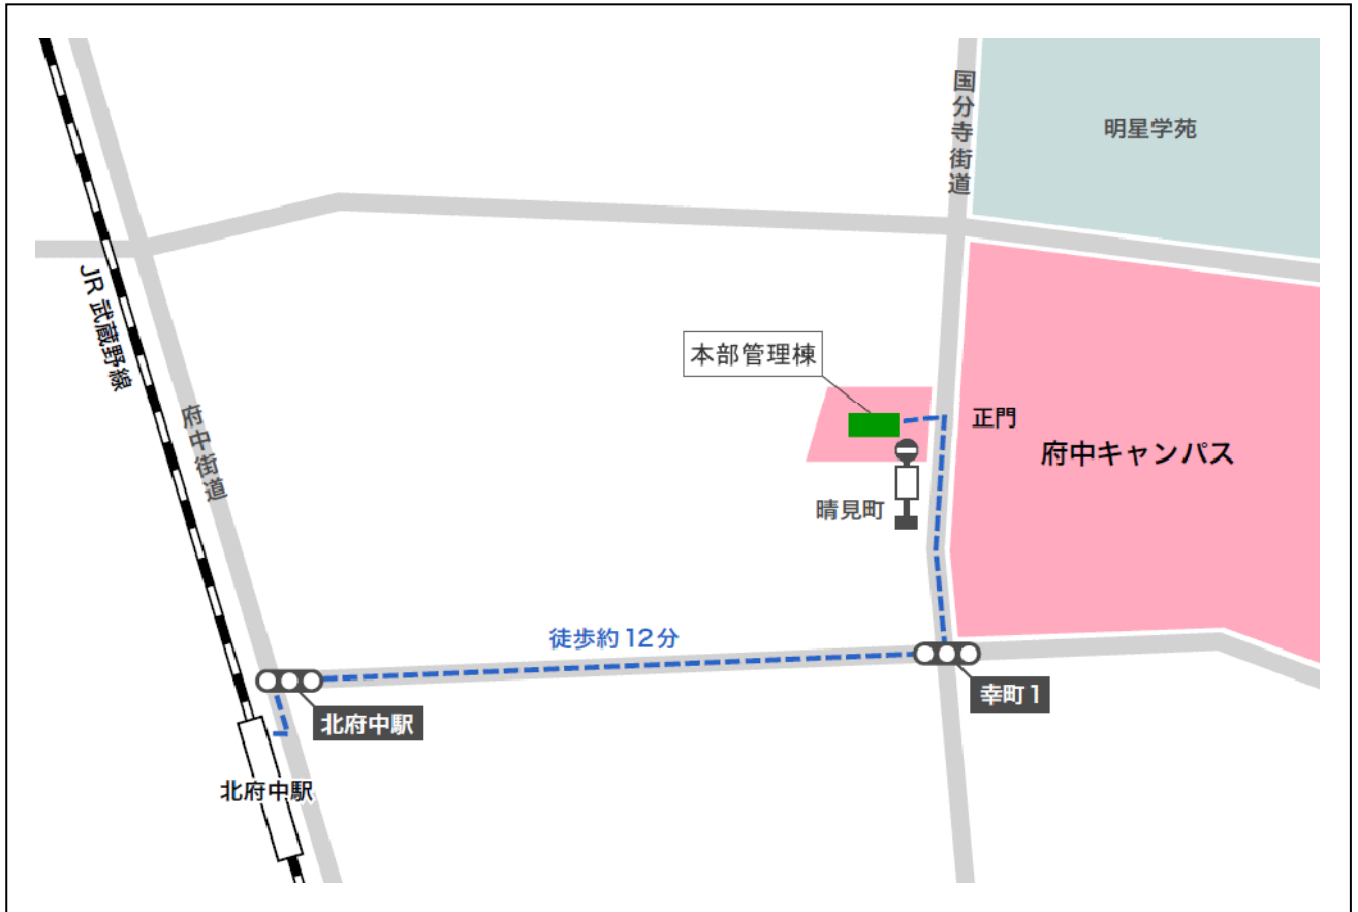 国分寺街道
明星学苑
JR 武蔵野線
本部管理棟
府中街道
正門
府中キャンパス
晴見町
徒歩約12分
幸町1
北府中駅
北府中駅